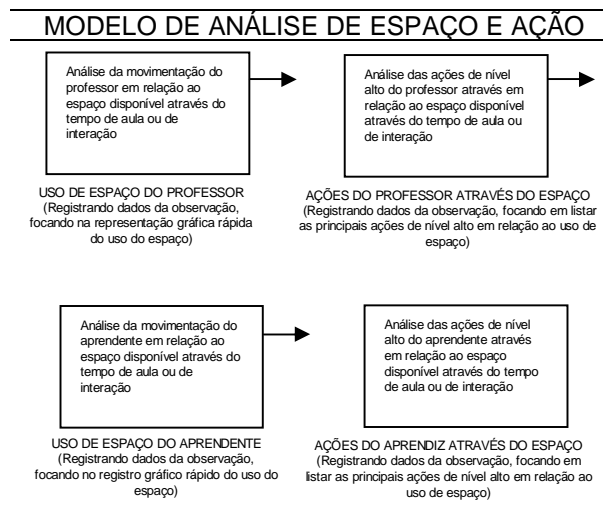 MODELO DE ANÁLISE DE ESPAÇO E AÇÃO
Análise da movimentação do
professor em relação ao
espaço disponível através do
tempo de aula ou de
interação
USO DE ESPAÇO DO PROFESSOR
(Registrando dados da observação,
focando na representação gráfica rápida
do uso do espaço)
Análise das ações de nível
alto do professor através em
relação ao espaço disponível
através do tempo de aula ou
de interação
AÇÕES DO PROFESSOR ATRAVÉS DO ESPAÇO
(Registrando dados da observação, focando em listar
as principais ações de nível alto em relação ao uso de
espaço)
Análise da movimentação do
aprendente em relação ao
espaço disponível através do
tempo de aula ou de
interação
USO DE ESPAÇO DO APRENDENTE
(Registrando dados da observação,
focando no registro gráfico rápido do uso do
espaço)
Análise das ações de nível
alto do aprendente através
em relação ao espaço
disponível através do tempo
de aula ou de interação
AÇÕES DO APRENDIZ ATRAVÉS DO ESPAÇO
(Registrando dados da observação, focando em
listar as principais ações de nível alto em relação ao
uso de espaço)